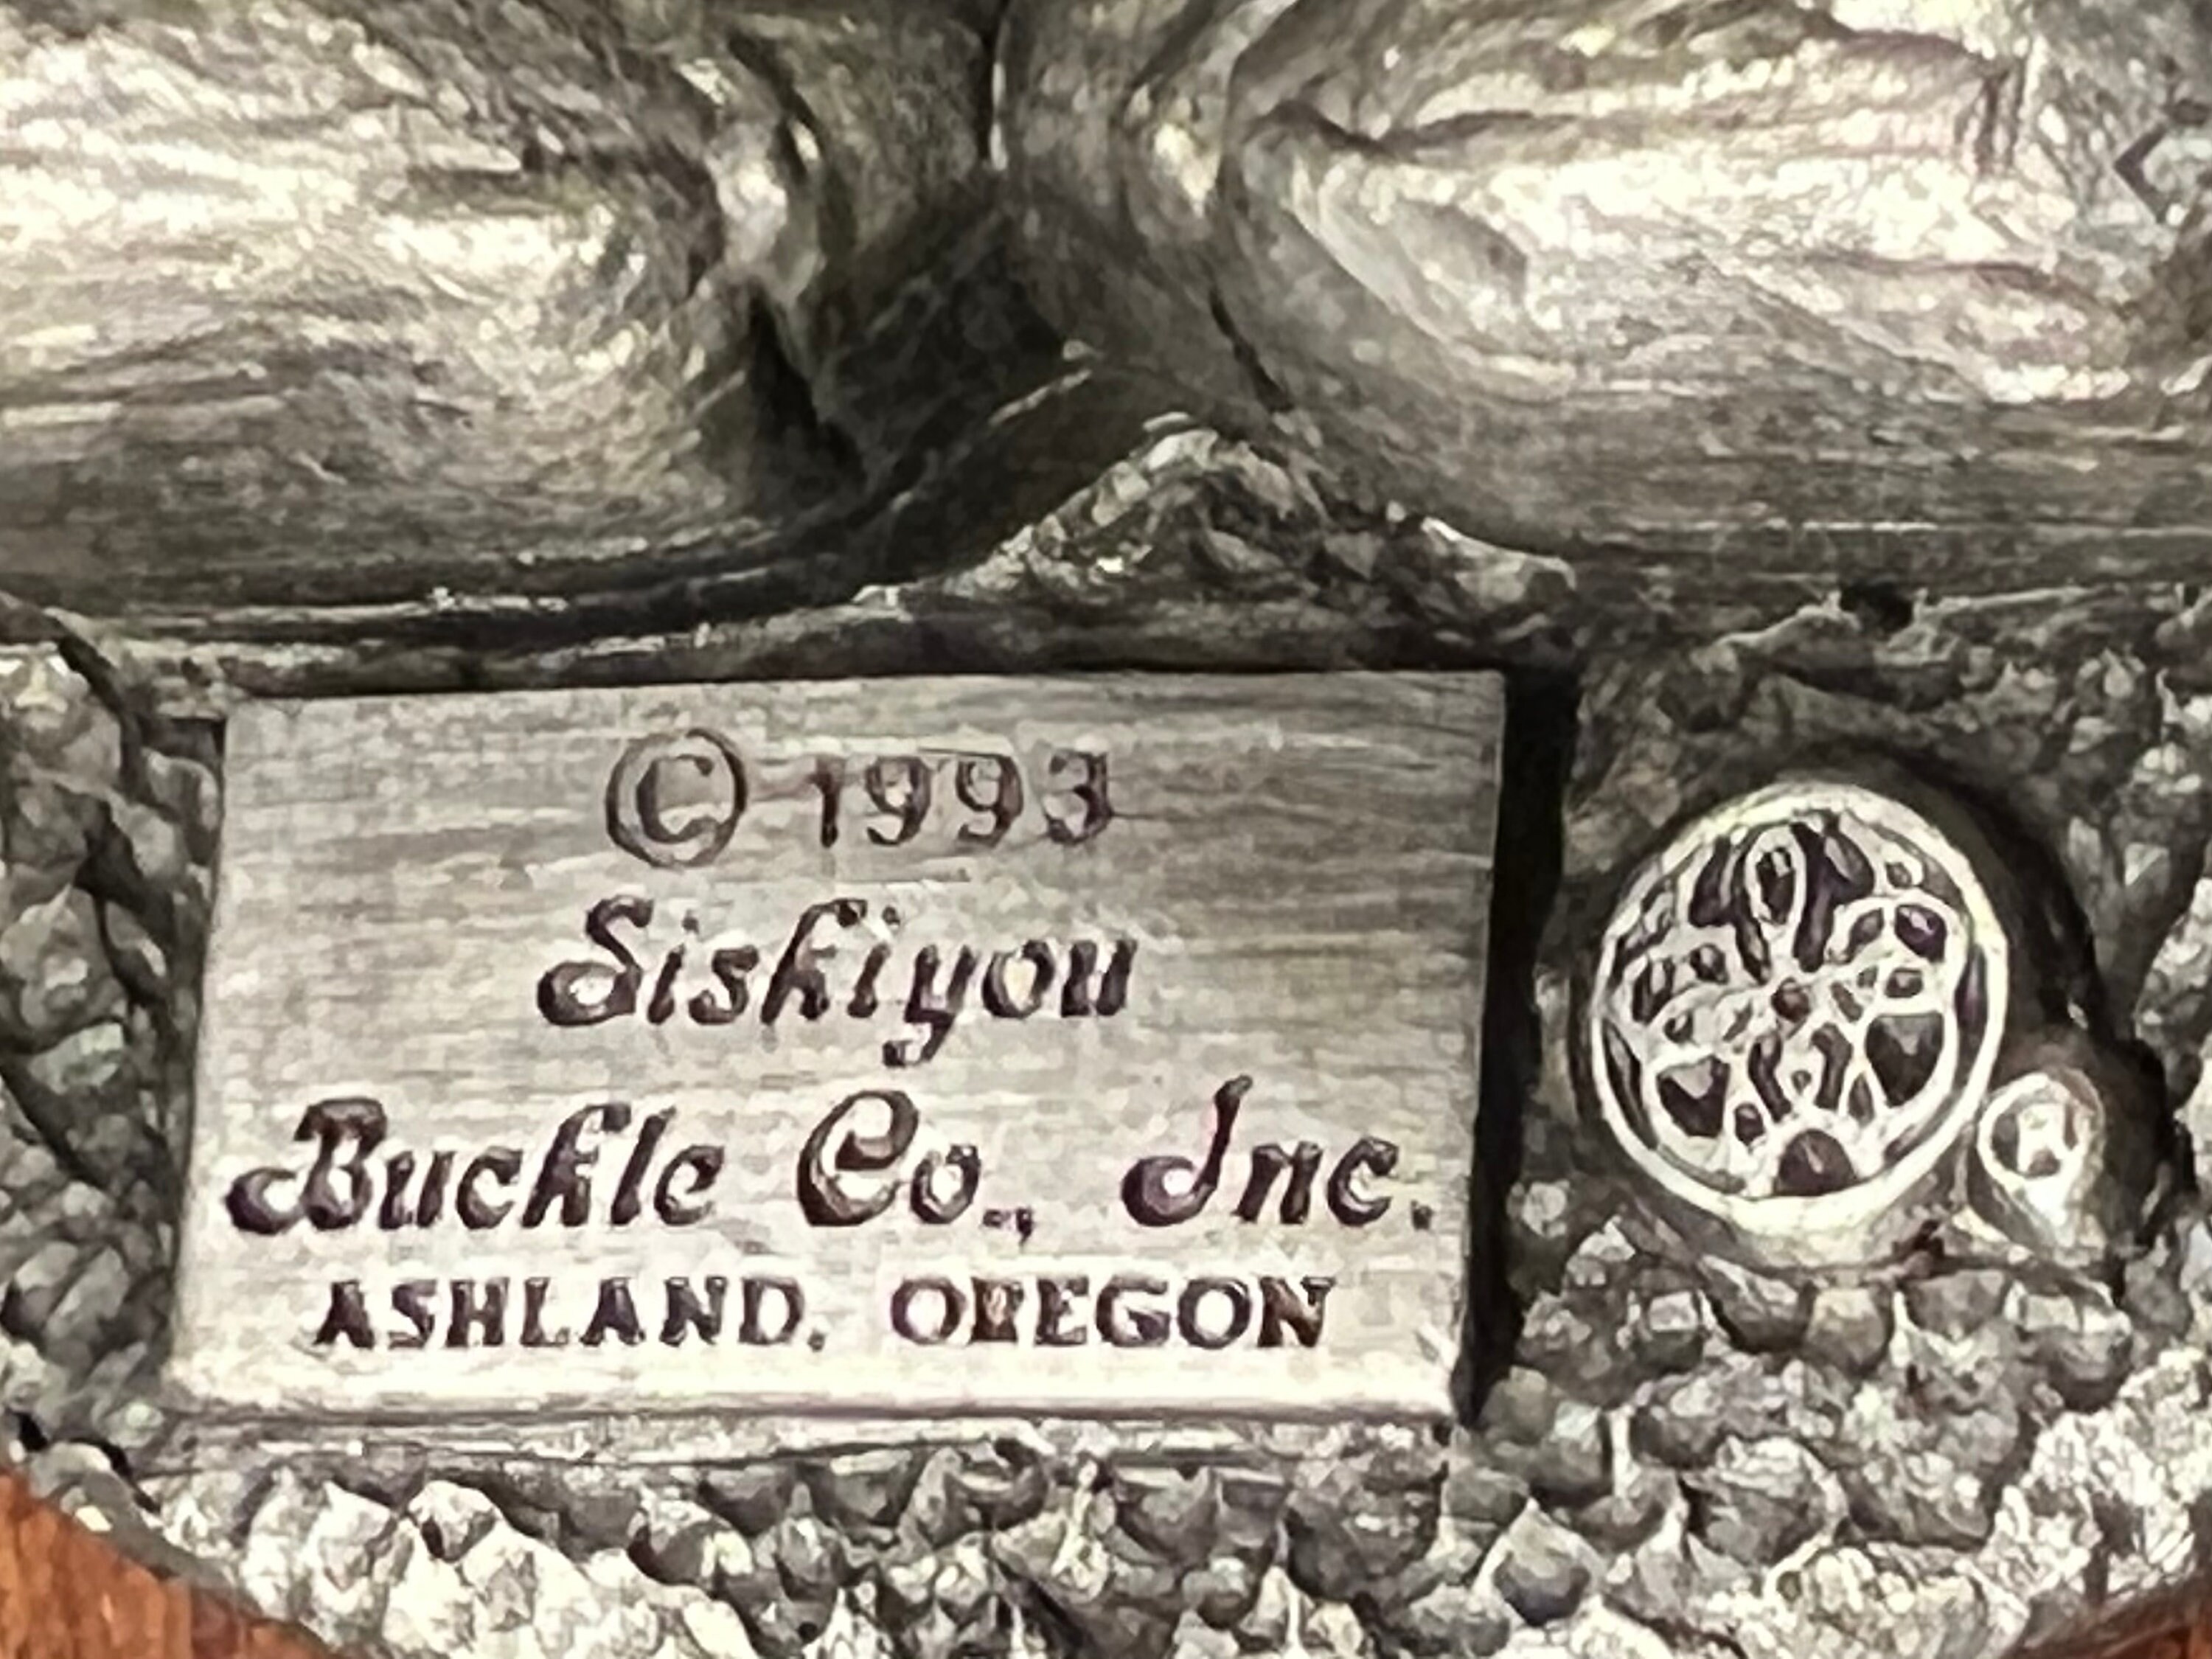 © 1993
Siskiyou
Buckle Co., Inc.
ASHLAND, OREGON